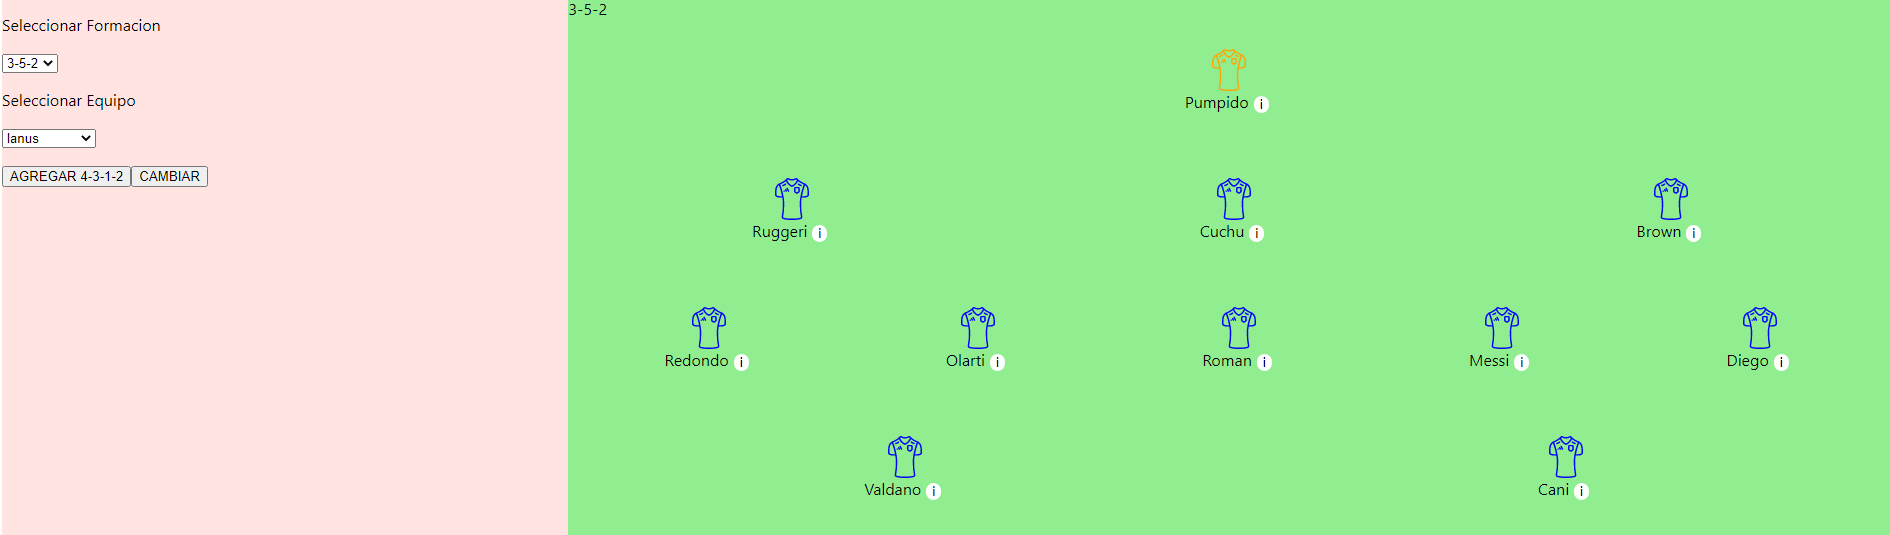 Seleccionar Formacion
3-5-2
Seleccionar Equipo
lanus
AGREGAR 4-3-1-2 CAMBIAR
3-5-2
Pumpido i
Ruggeri i Cuchu i Brown i
Redondo i Olarti i Roman i Messi i Diego i
Valdano i Cani i